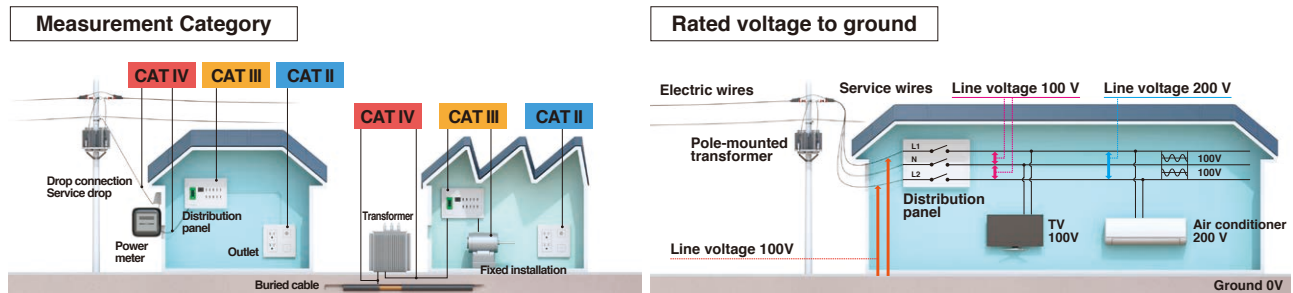 Measurement Category
CAT IV
CAT III
CAT II
CAT IV
CAT III
CAT II
Drop connection
Service drop
Power
meter
Distribution
panel
Outlet
Transformer
Fixed installation
Buried cable
Rated voltage to ground
Electric wires
Service wires
Line voltage 100 V
Line voltage 200 V
Pole-mounted
transformer
L1
N
L2
100V
100V
Distribution
panel
TV
100V
Air conditioner
200 V
Line voltage 100V
Ground 0V